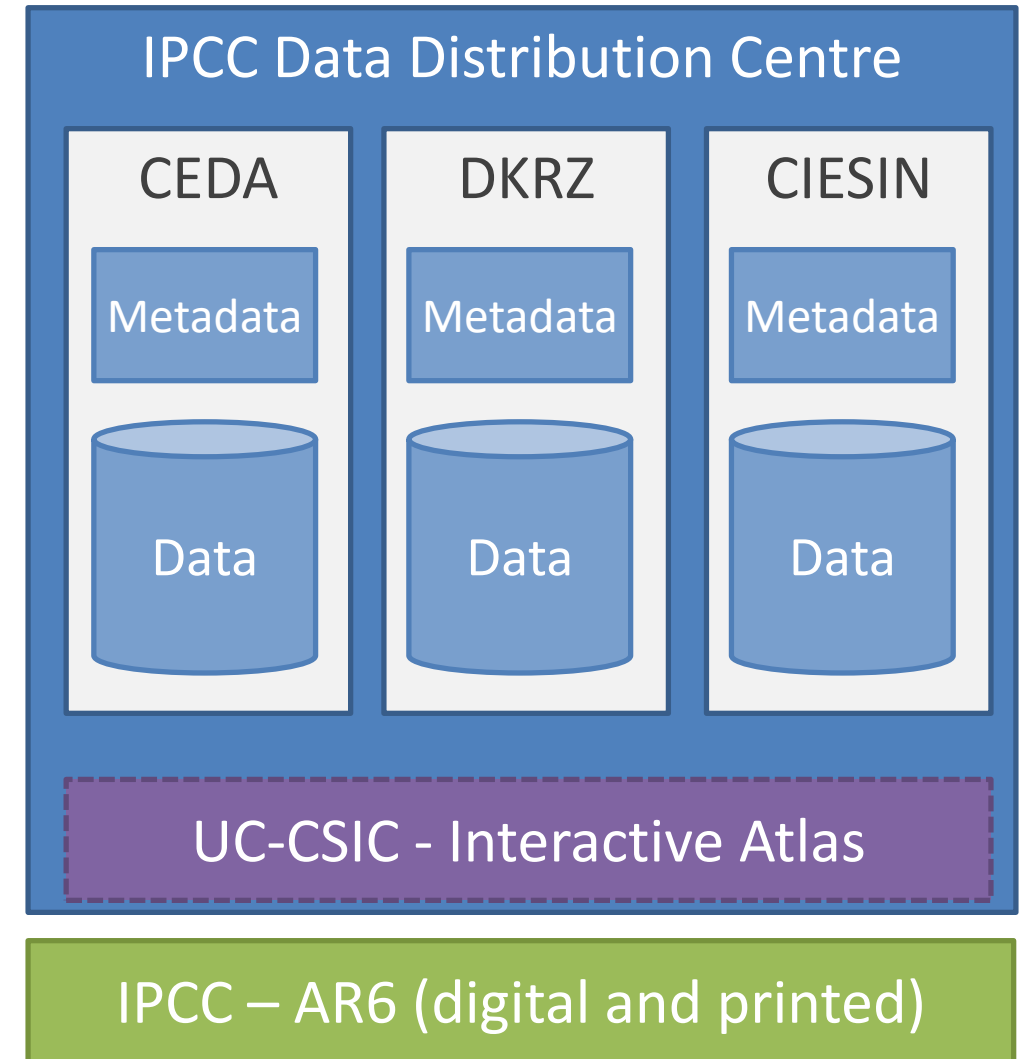 IPCC Data Distribution Centre
CEDA
DKRZ
CIESIN
Metadata
Metadata
Metadata
Data
Data
Data
UC-CSIC - Interactive Atlas
IPCC – AR6 (digital and printed)